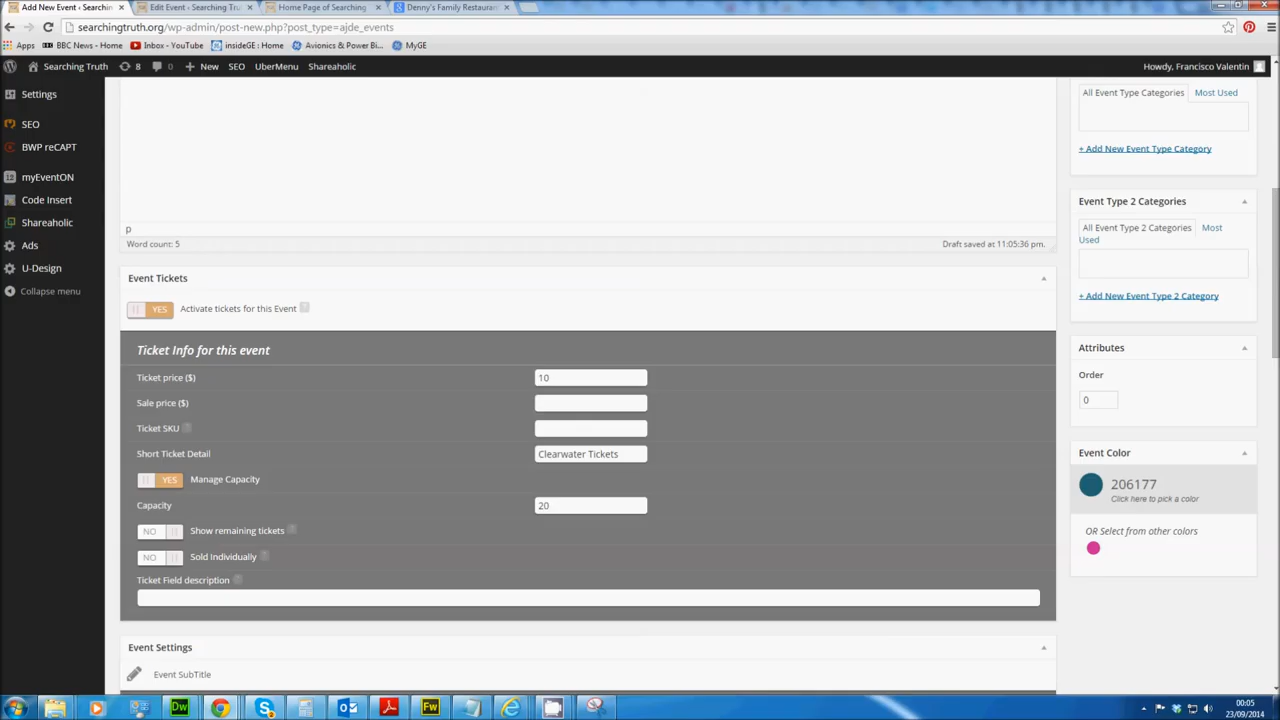 Add New Event ‹ Searchin
Edit Event ‹ Searching Tru
Home Page of Searching
Denny's Family Restauran
searchingtruth.org/wp-admin/post-new.php?post_type=ajde_events
Apps
BBC News - Home
Inbox - YouTube
insideGE : Home
Avionics & Power Bi...
MyGE
Searching Truth
8
0
New
SEO
UberMenu
Shareaholic
Howdy, Francisco Valentin
Settings
SEO
BWP reCAPT
myEventON
Code Insert
Shareaholic
Ads
U-Design
Collapse menu
p
Word count: 5
Draft saved at 11:05:36 pm.
Event Tickets
YES
Activate tickets for this Event
?
Ticket Info for this event
Ticket price ($)
10
Sale price ($)
Ticket SKU
?
Short Ticket Detail
Clearwater Tickets
YES
Manage Capacity
Capacity
20
NO
Show remaining tickets
?
NO
Sold Individually
?
Ticket Field description
?
Event Settings
Event SubTitle
All Event Type Categories
Most Used
+ Add New Event Type Category
Event Type 2 Categories
All Event Type 2 Categories
Most
Used
+ Add New Event Type 2 Category
Attributes
Order
0
Event Color
206177
Click here to pick a color
OR Select from other colors
Dw
Fw
00:05
23/09/2014